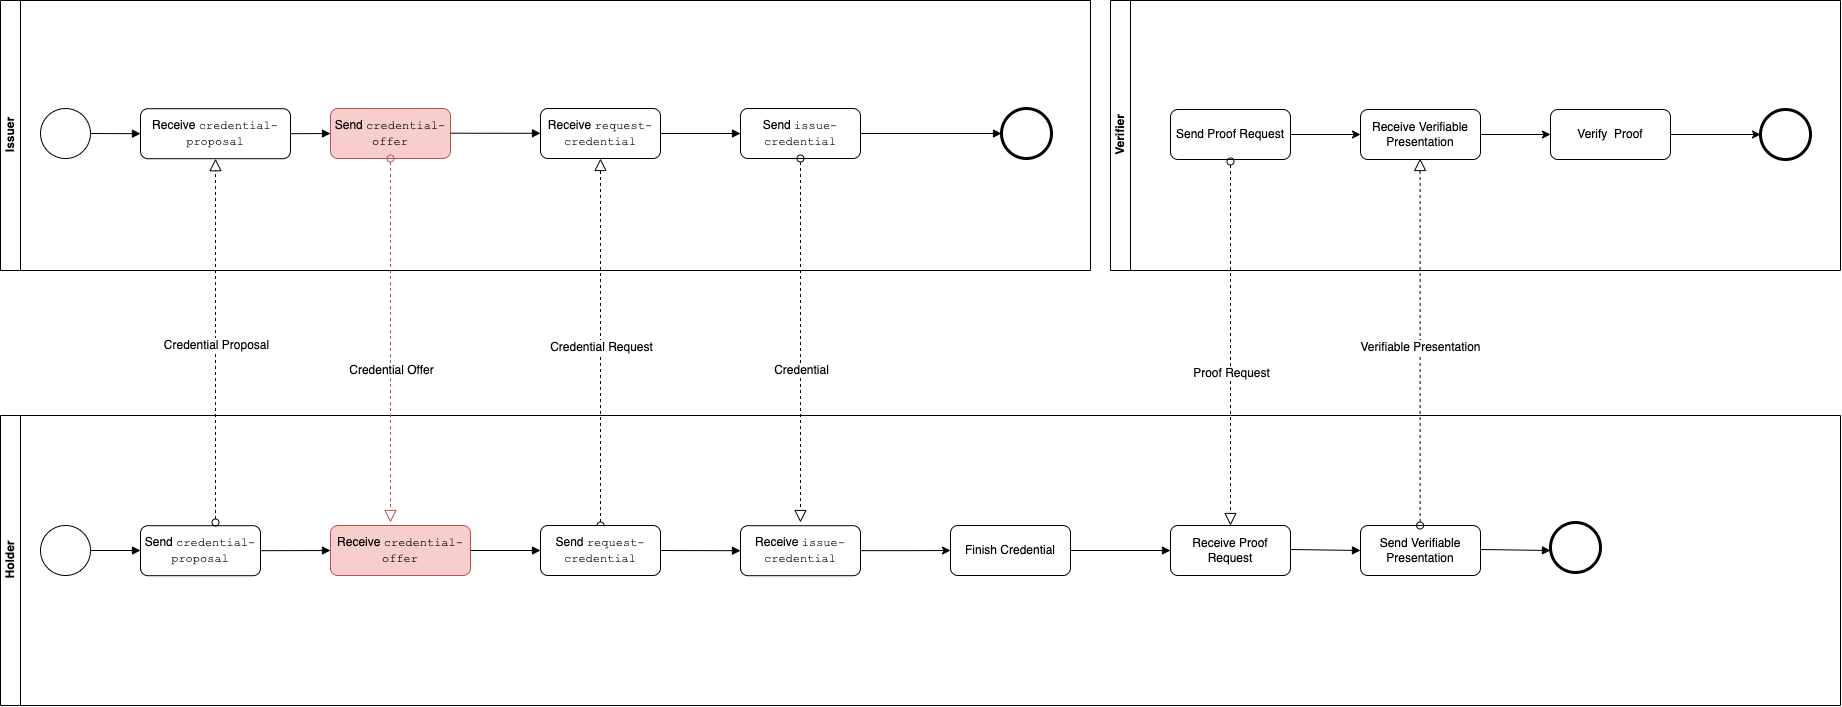 Issuer
Receive credential-
proposal
Send credential-
offer
Receive request-
credential
Send issue-
credential
Verifier
Send Proof Request
Receive Verifiable
Presentation
Verify Proof
Credential Proposal
Credential Offer
Credential Request
Credential
Proof Request
Verifiable Presentation
Holder
Send credential-
proposal
Receive credential-
offer
Send request-
credential
Receive issue-
credential
Finish Credential
Receive Proof
Request
Send Verifiable
Presentation